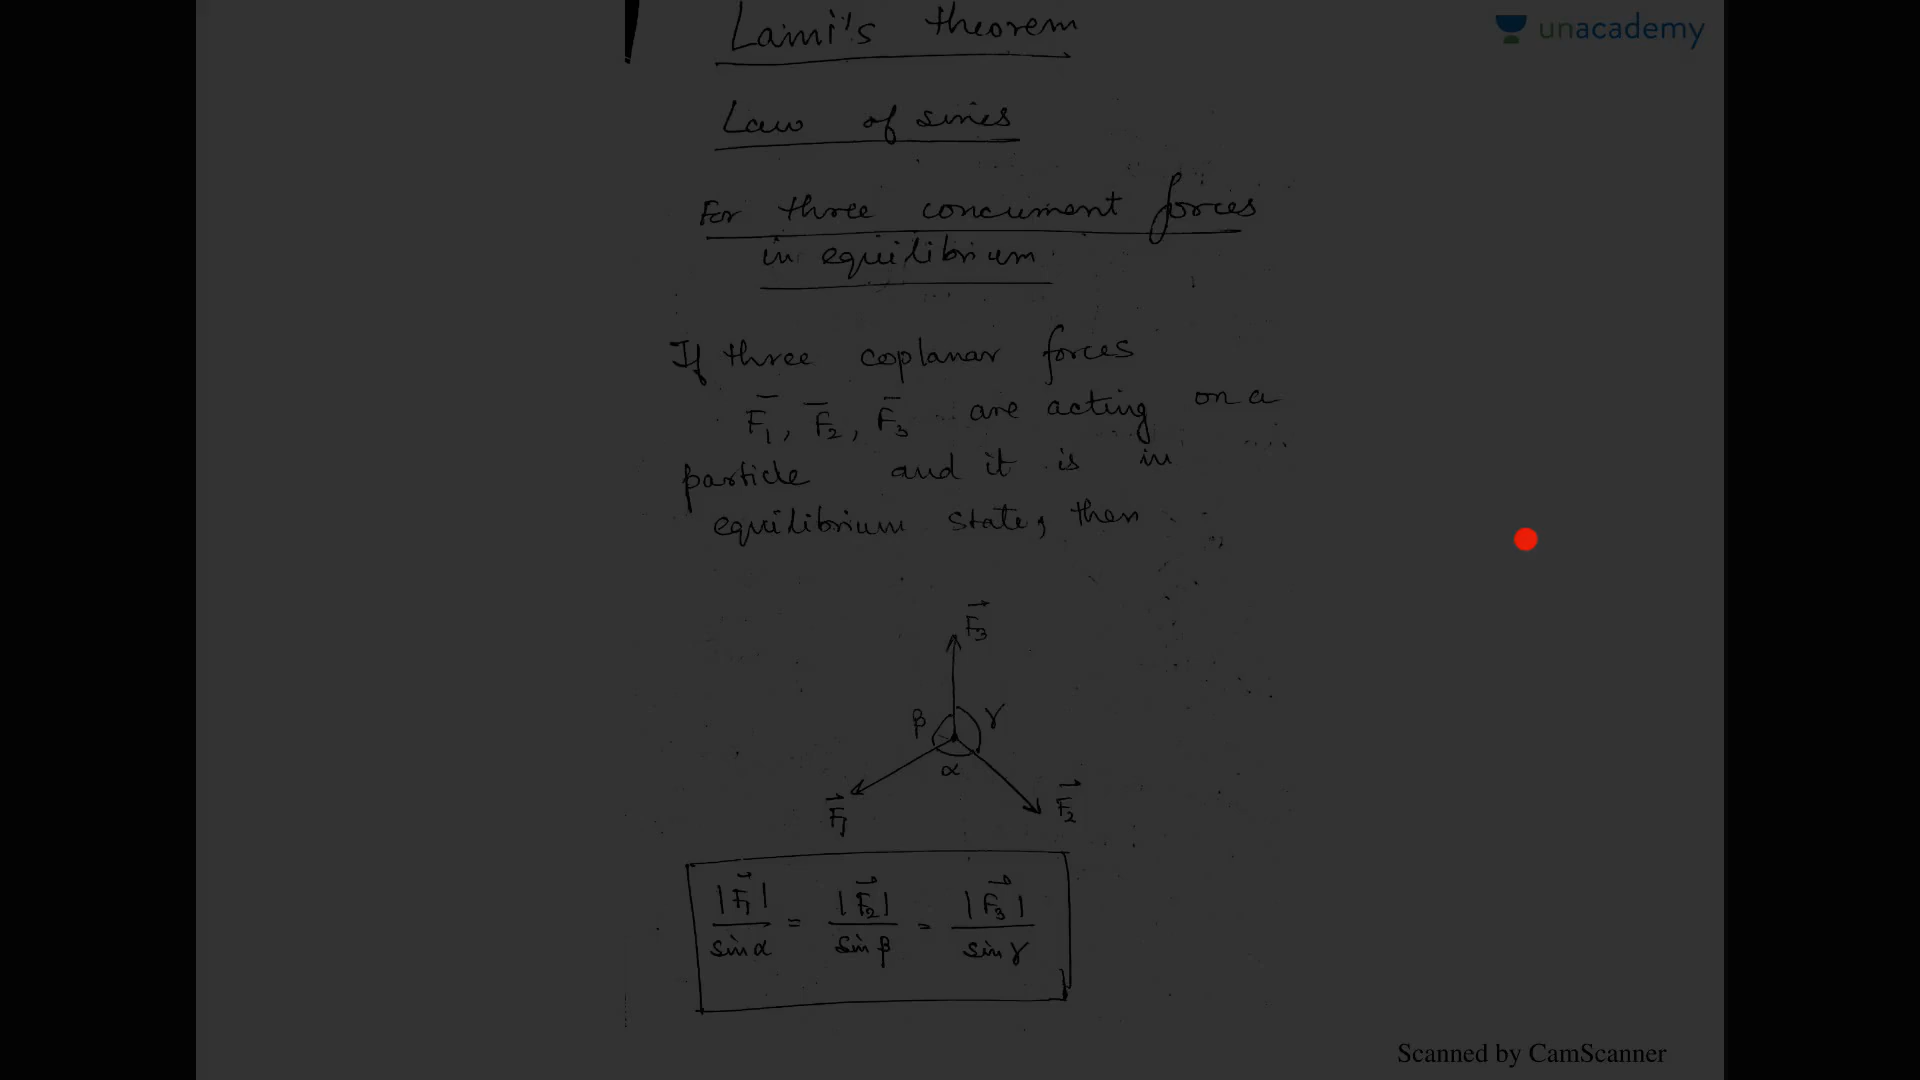 Lami's theorem
unacademy
Law of sines
For three concurrent forces
in equilibrium
If three coplanar forces
F₁, F₂, F₃ are acting on a
particle and it is in
equilibrium state, then
F₃
β γ
α
F₁ F₂
|F₁| / sin α = |F₂| / sin β = |F₃| / sin γ
Scanned by CamScanner